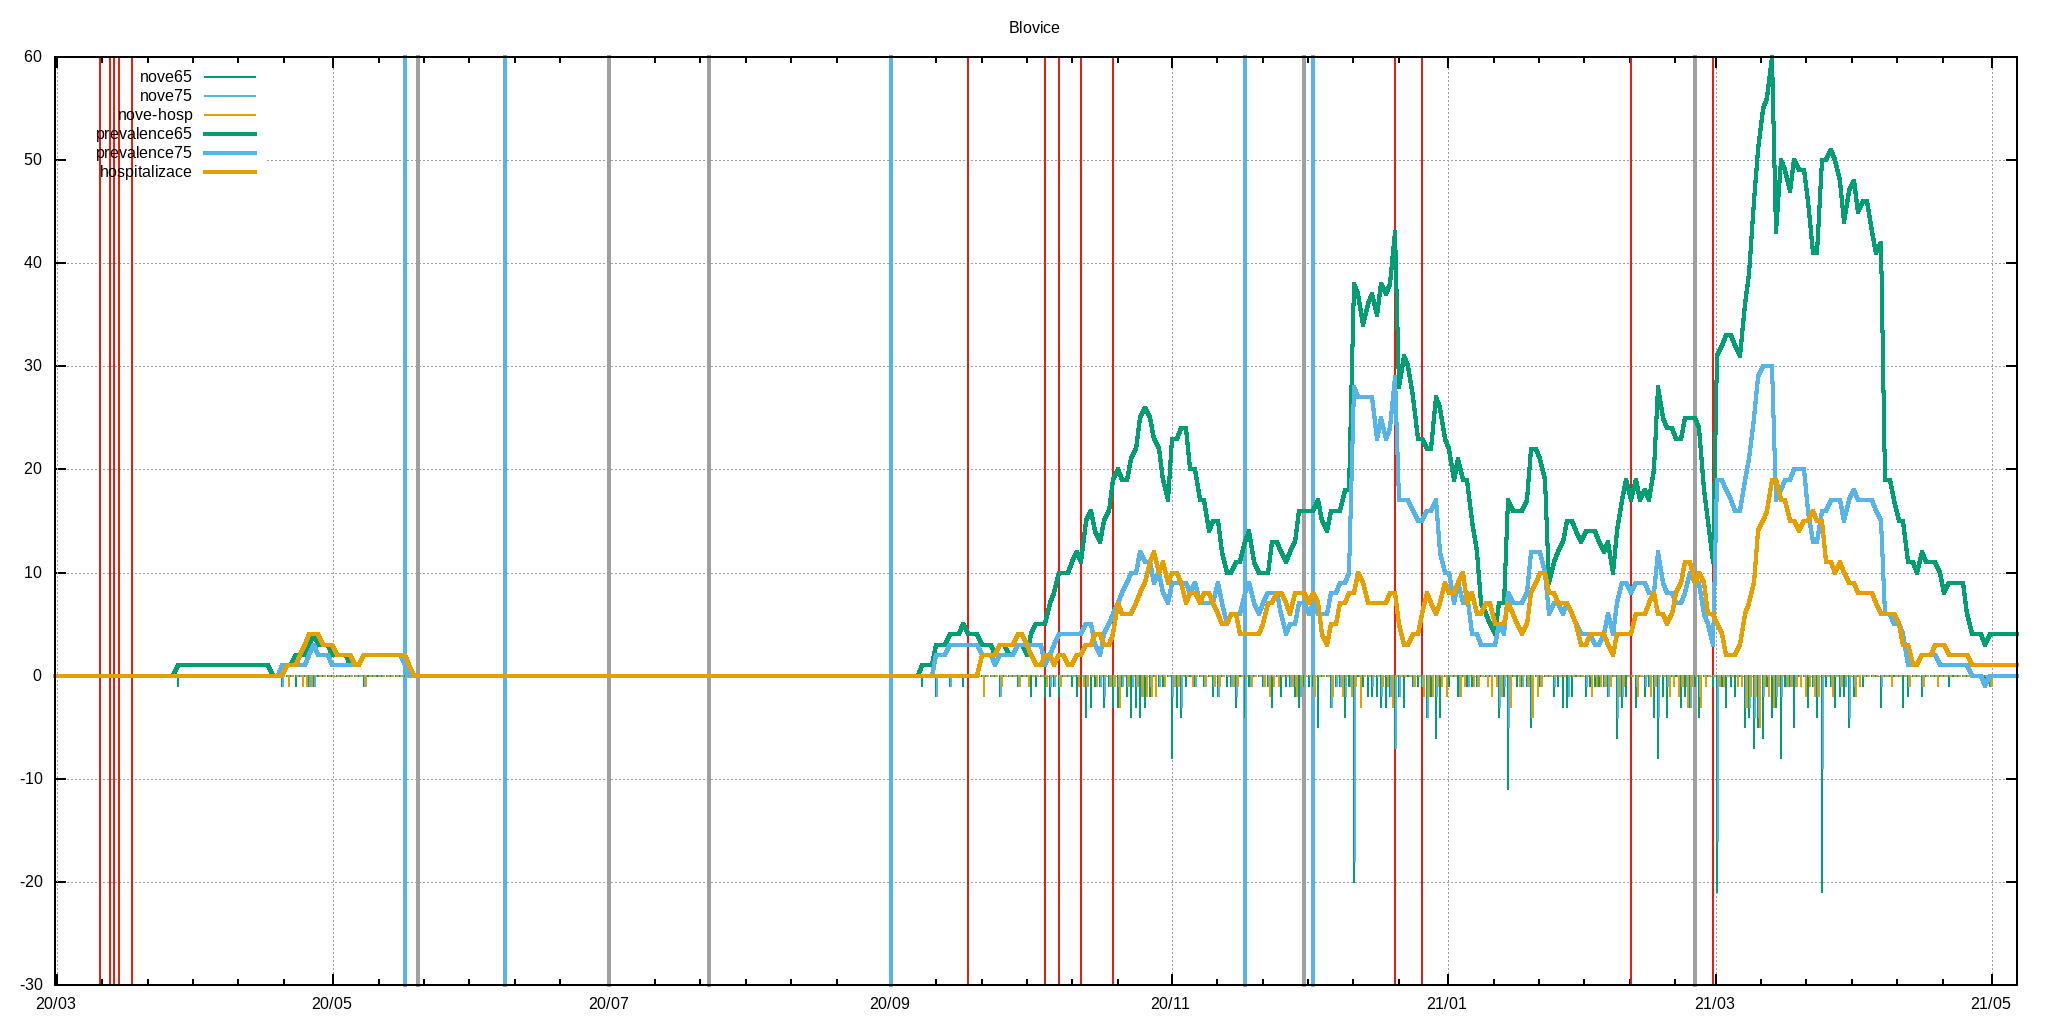 Blovice
60
50
40
30
20
10
0
-10
-20
-30
nove65
nove75
nove-hosp
prevalence65
prevalence75
hospitalizace
20/03 20/05 20/07 20/09 20/11 21/01 21/03 21/05